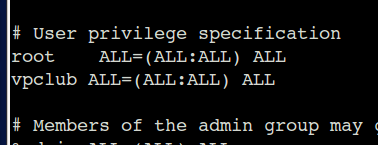 # User privilege specification
root    ALL=(ALL:ALL) ALL
vpclub ALL=(ALL:ALL) ALL
# Members of the admin group may